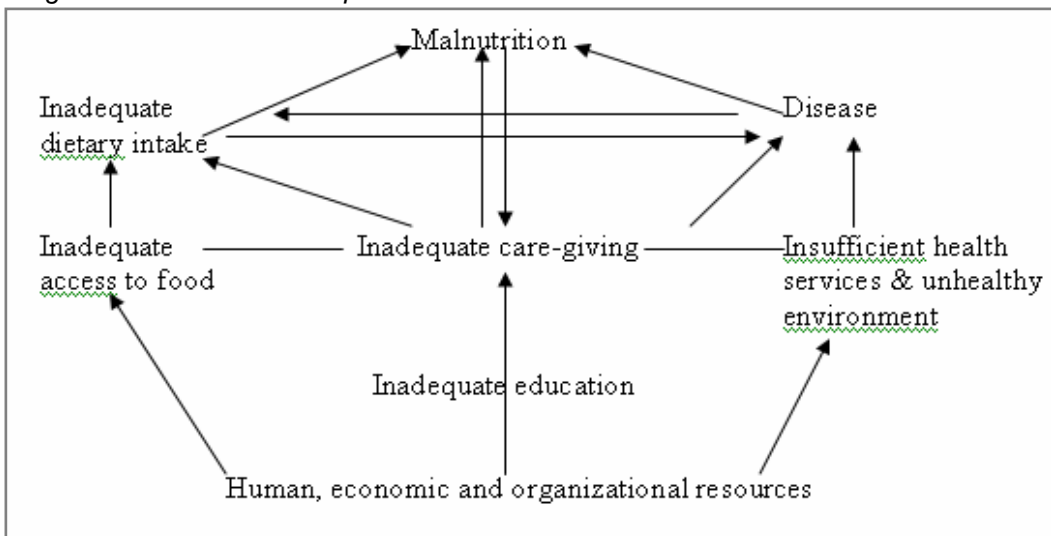 Malnutrition
Inadequate
dietary intake
Disease
Inadequate
access to food
Inadequate care-giving
Insufficient health
services & unhealthy
environment
Inadequate education
Human, economic and organizational resources